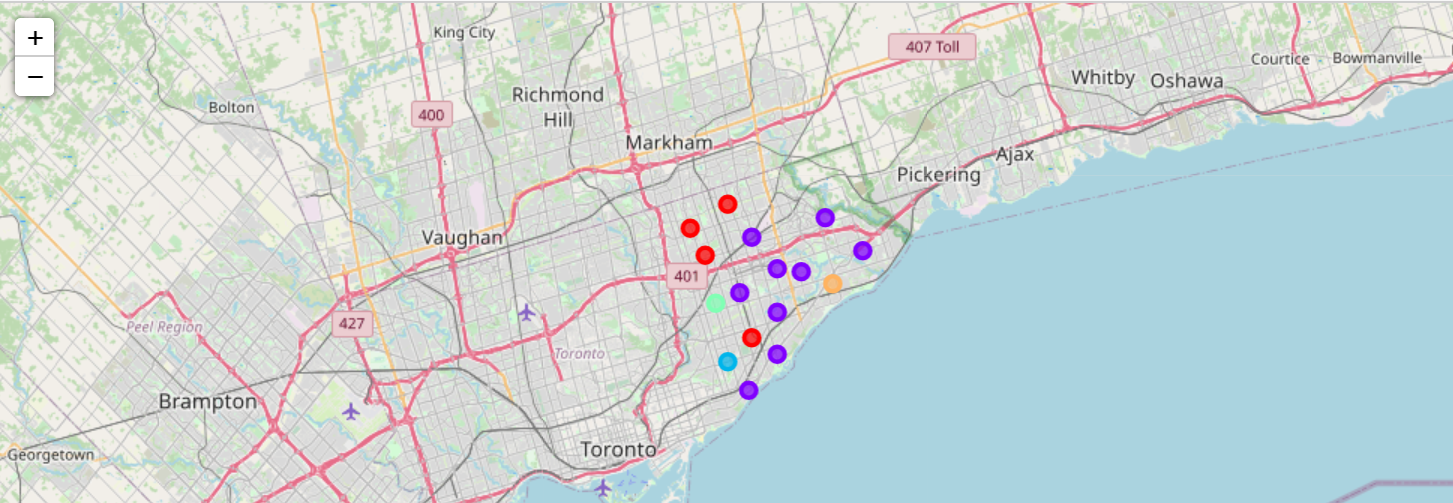 +
−
King City
407 Toll
Courtice
Bowmanville
Whitby
Oshawa
Richmond
Hill
Bolton
400
Markham
Ajax
Pickering
Vaughan
401
Peel Region
427
Toronto
Brampton
Toronto
Georgetown